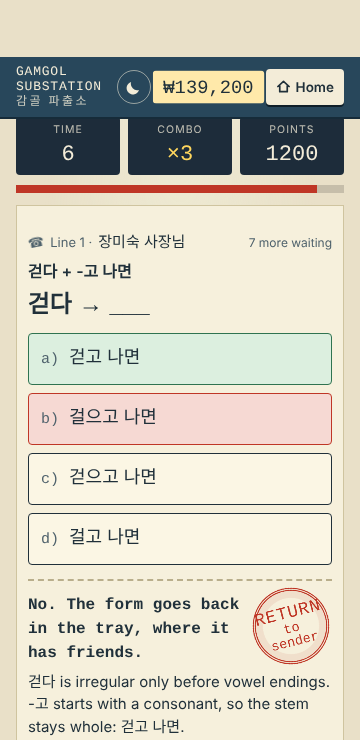 GAMGOL
SUBSTATION
감골 파출소
₩139,200
Home
TIME
6
COMBO
×3
POINTS
1200
☎ Line 1 · 장미숙 사장님
7 more waiting
걷다 + -고 나면
걷다 → ___
a) 걷고 나면
b) 걸으고 나면
c) 걷으고 나면
d) 걸고 나면
No. The form goes back
in the tray, where it
has friends.
RETURN
to
sender
걷다 is irregular only before vowel endings.
-고 starts with a consonant, so the stem
stays whole: 걷고 나면.